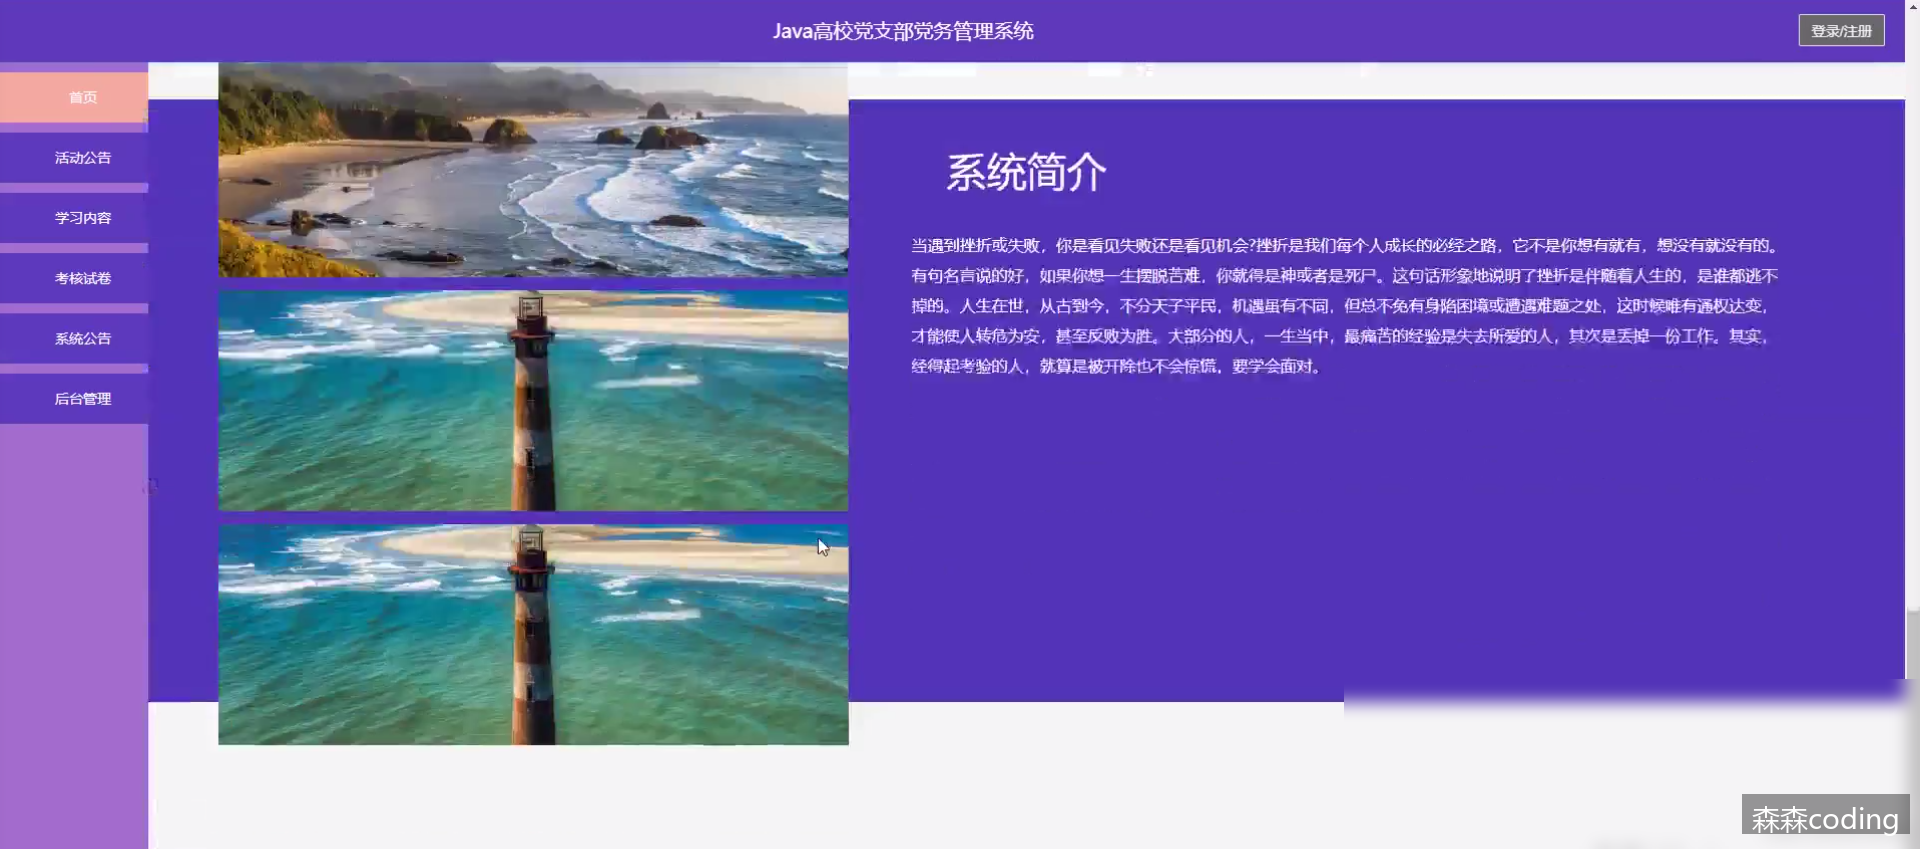 Java高校党支部党务管理系统
登录/注册
首页
活动公告
学习内容
考核试卷
系统公告
后台管理
系统简介
当遇到挫折或失败，你是看见失败还是看见机会?挫折是我们每个人成长的必经之路，它不是你想有就有，想没有就没有的。
有句名言说的好，如果你想一生摆脱苦难，你就得是神或者是死尸。这句话形象地说明了挫折是伴随着人生的，是谁都逃不
掉的。人生在世，从古到今，不分天子平民，机遇虽有不同，但总不免有身陷困境或遭遇难题之处，这时候唯有通权达变，
才能使人转危为安，甚至反败为胜。大部分的人，一生当中，最痛苦的经验是失去所爱的人，其次是丢掉一份工作。其实，
经得起考验的人，就算是被开除也不会惊慌，要学会面对。
森森coding